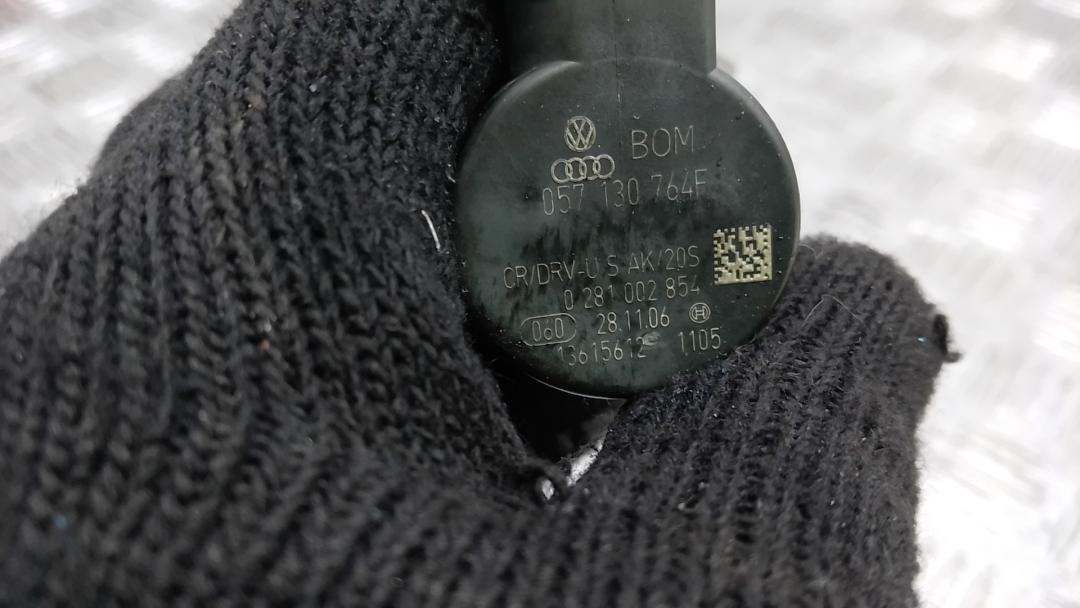 BOM
057 130 764F
CR/DRV-U S AK/20S
0 281 002 854
060 28.11.06
13615612 1105